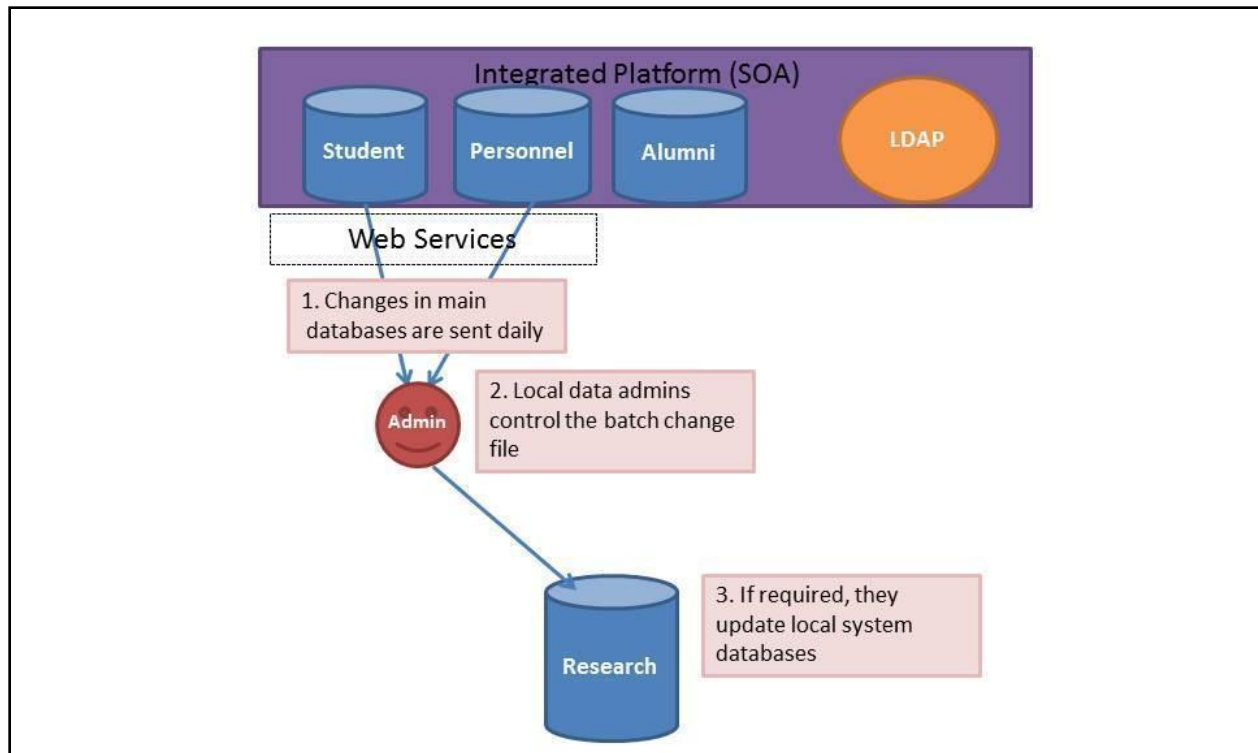 Integrated Platform (SOA)
Student
Personnel
Alumni
LDAP
Web Services
1. Changes in main
databases are sent daily
Admin
2. Local data admins
control the batch change
file
3. If required, they
update local system
databases
Research